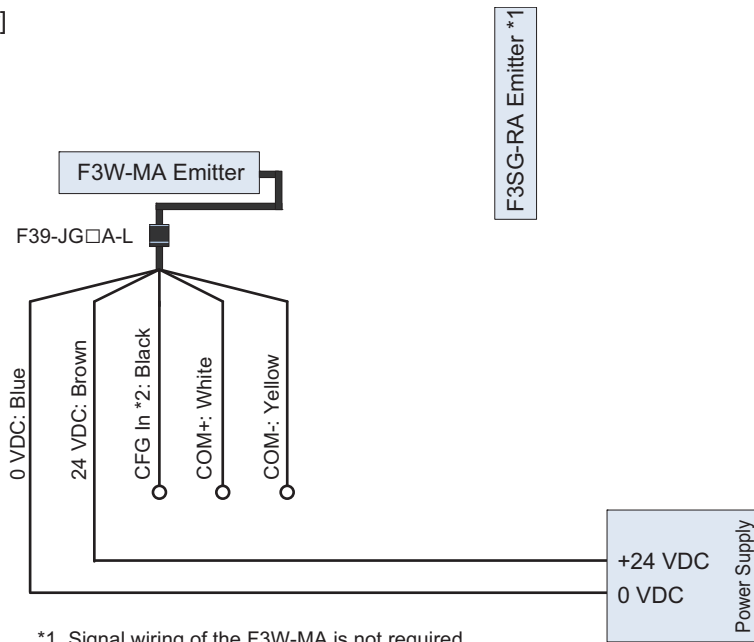 ]
F3SG-RA Emitter *1
F3W-MA Emitter
F39-JG□A-L
0 VDC: Blue
24 VDC: Brown
CFG In *2: Black
COM+: White
COM-: Yellow
+24 VDC
0 VDC
Power Supply
*1. Signal wiring of the F3W-MA is not required